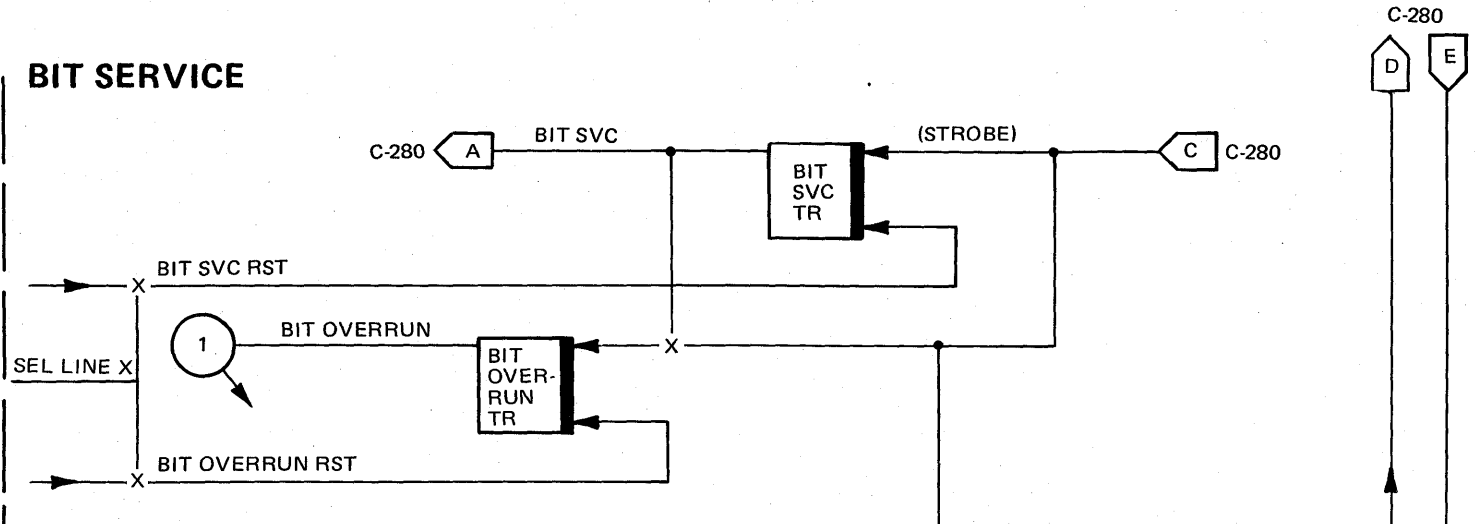 C-280
D
E
BIT SERVICE
C-280
A
BIT SVC
(STROBE)
C
C-280
BIT
SVC
TR
BIT SVC RST
X
1
BIT OVERRUN
BIT
OVER-
RUN
TR
X
SEL LINE X
BIT OVERRUN RST
X